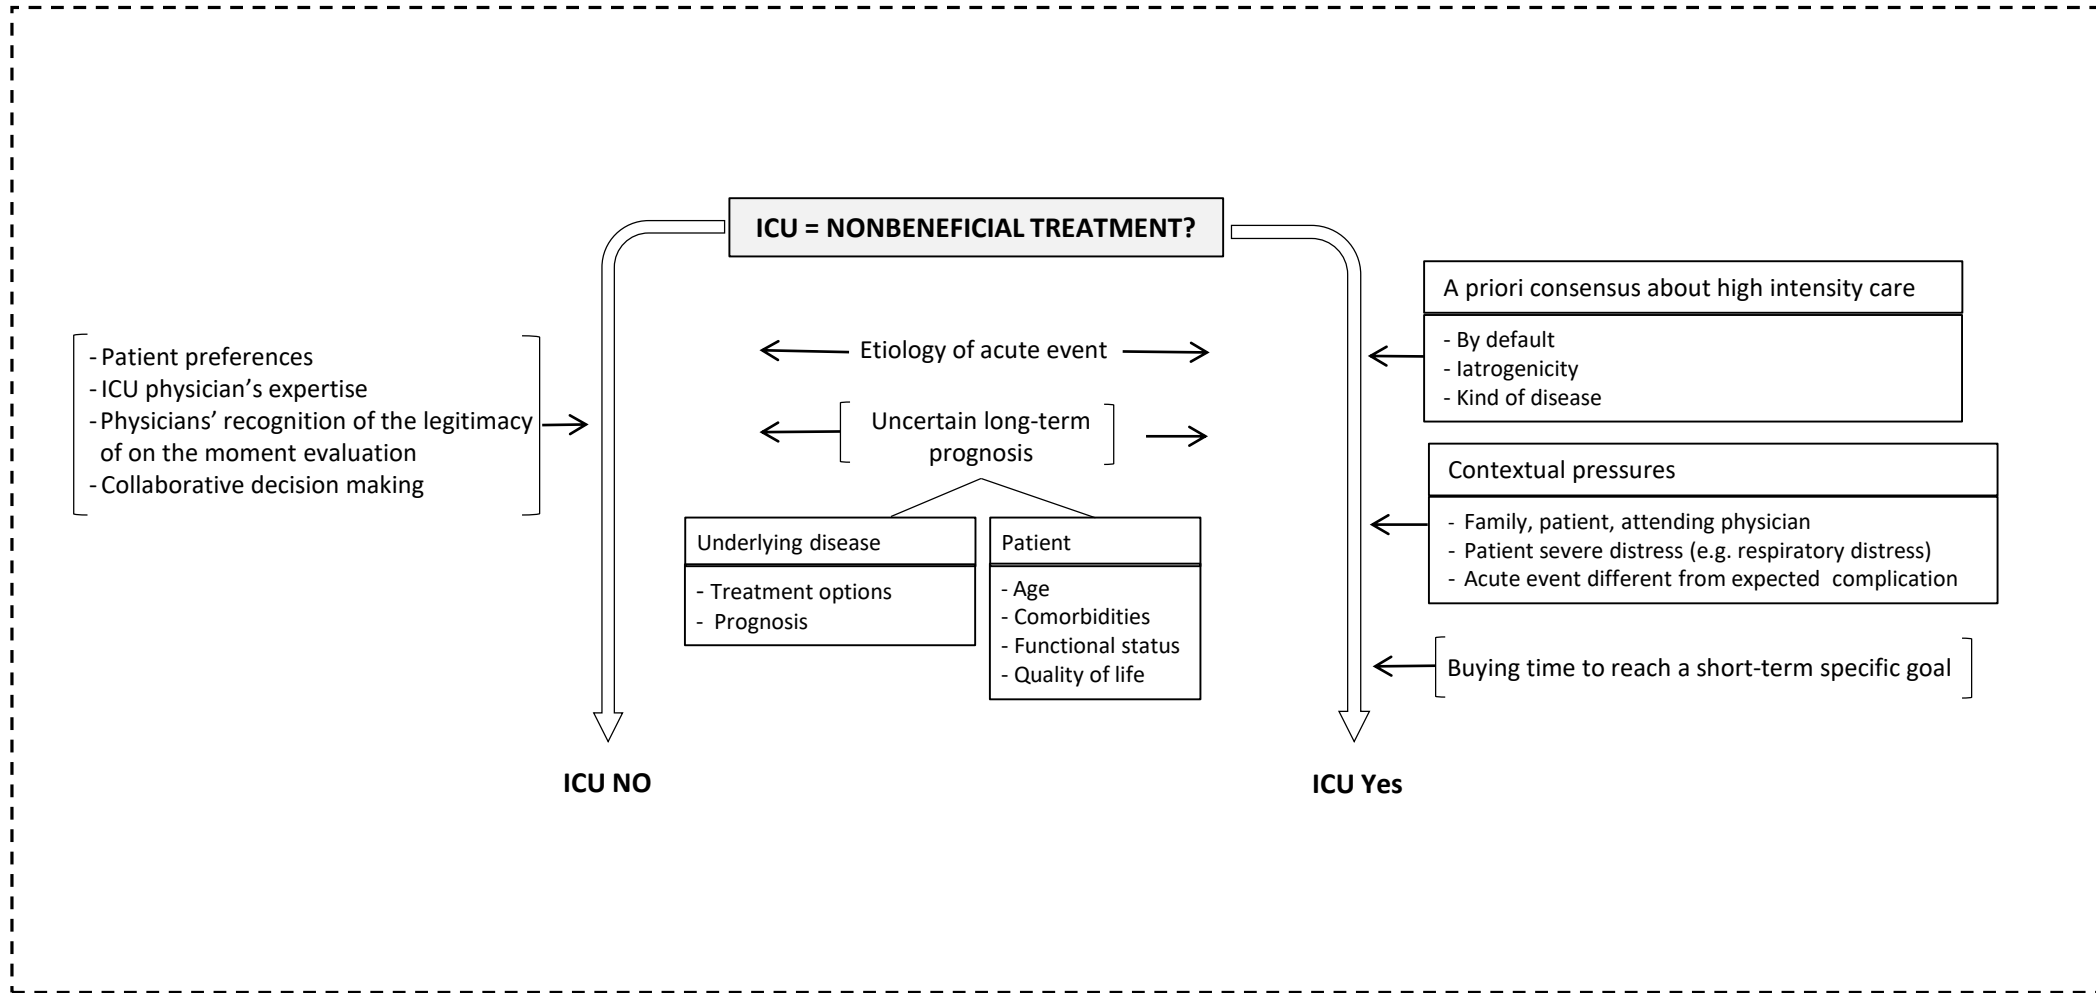 ICU = NONBENEFICIAL TREATMENT?
- Patient preferences
- ICU physician’s expertise
- Physicians’ recognition of the legitimacy
of on the moment evaluation
- Collaborative decision making
Etiology of acute event
Uncertain long-term
prognosis
Underlying disease
- Treatment options
- Prognosis
Patient
- Age
- Comorbidities
- Functional status
- Quality of life
A priori consensus about high intensity care
- By default
- Iatrogenicity
- Kind of disease
Contextual pressures
- Family, patient, attending physician
- Patient severe distress (e.g. respiratory distress)
- Acute event different from expected complication
Buying time to reach a short-term specific goal
ICU NO
ICU Yes